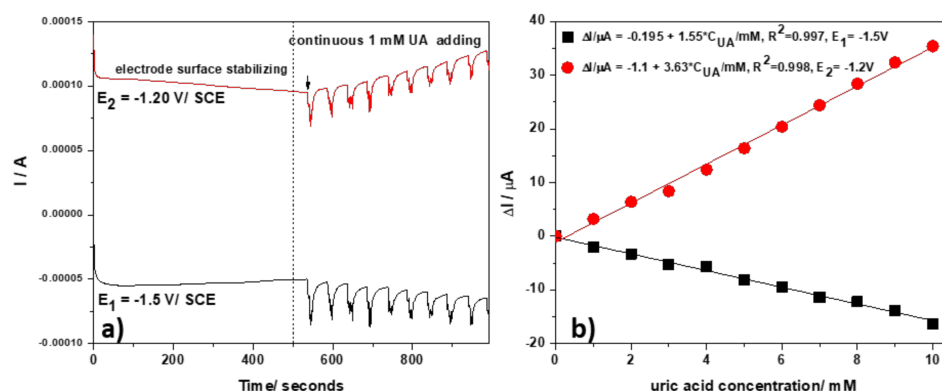 0.00015
0.00010
0.00005
0.00000
-0.00005
-0.00010
I / A
continuous 1 mM UA adding
electrode surface stabilizing
E2 = -1.20 V/ SCE
E1 = -1.5 V/ SCE
a)
0 200 400 600 800
Time/ seconds
40
30
20
10
0
-10
-20
ΔI / μA
ΔI/μA = -0.195 + 1.55*CUA/mM, R²=0.997, E1= -1.5V
ΔI/μA = -1.1 + 3.63*CUA/mM, R²=0.998, E2= -1.2V
b)
0 2 4 6 8 10
uric acid concentration/ mM